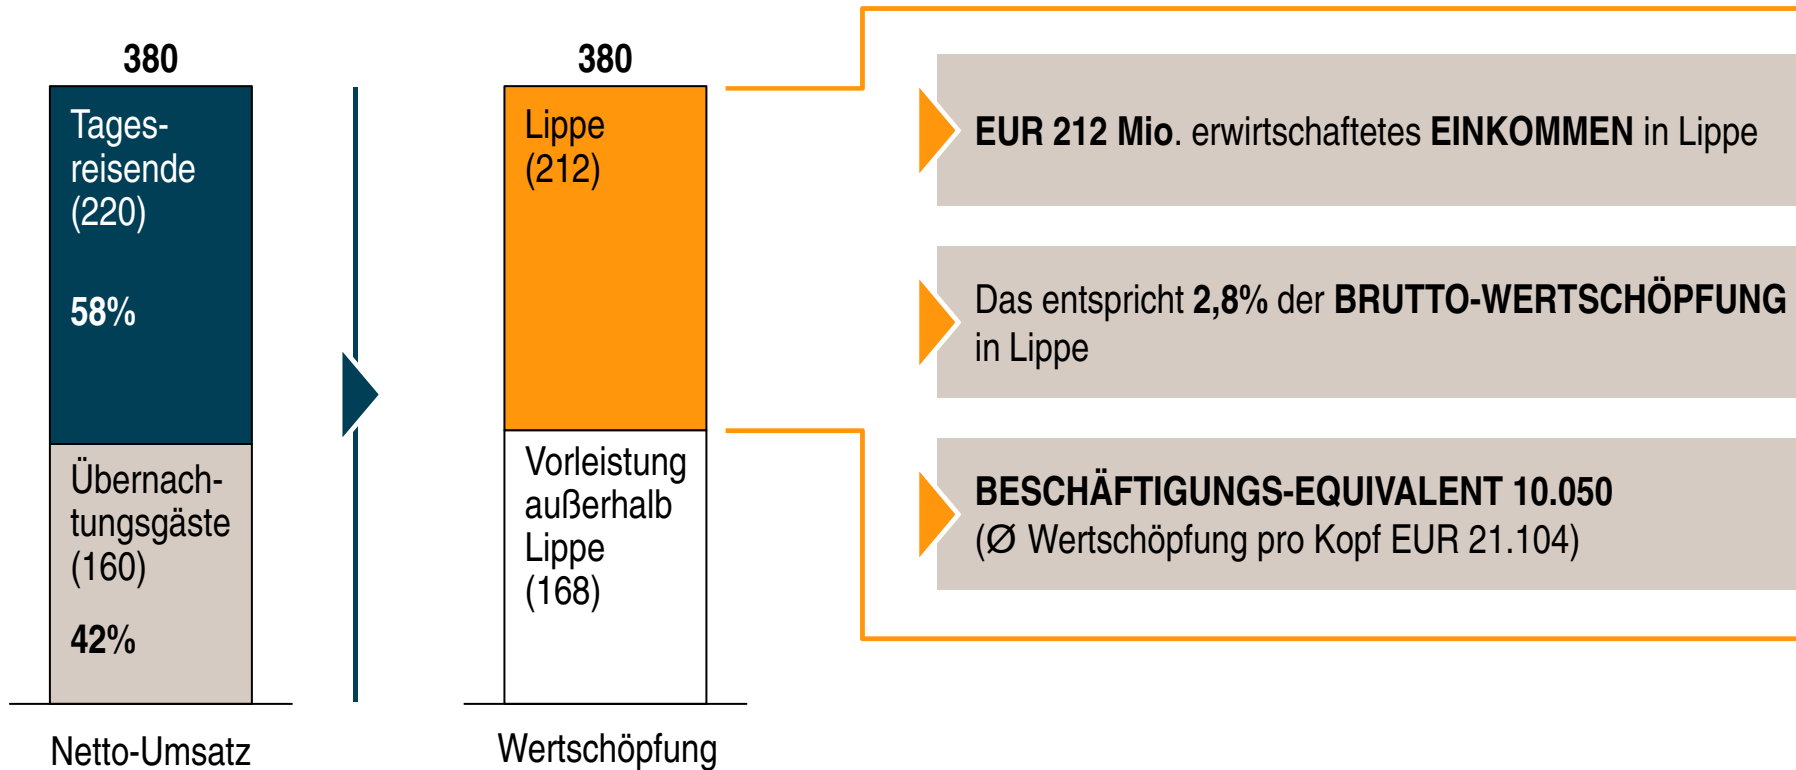 380
Tages-
reisende
(220)
58%
Übernach-
tungsgäste
(160)
42%
Netto-Umsatz
380
Lippe
(212)
Vorleistung
außerhalb
Lippe
(168)
Wertschöpfung
EUR 212 Mio. erwirtschaftetes EINKOMMEN in Lippe
Das entspricht 2,8% der BRUTTO-WERTSCHÖPFUNG
in Lippe
BESCHÄFTIGUNGS-EQUIVALENT 10.050
(Ø Wertschöpfung pro Kopf EUR 21.104)